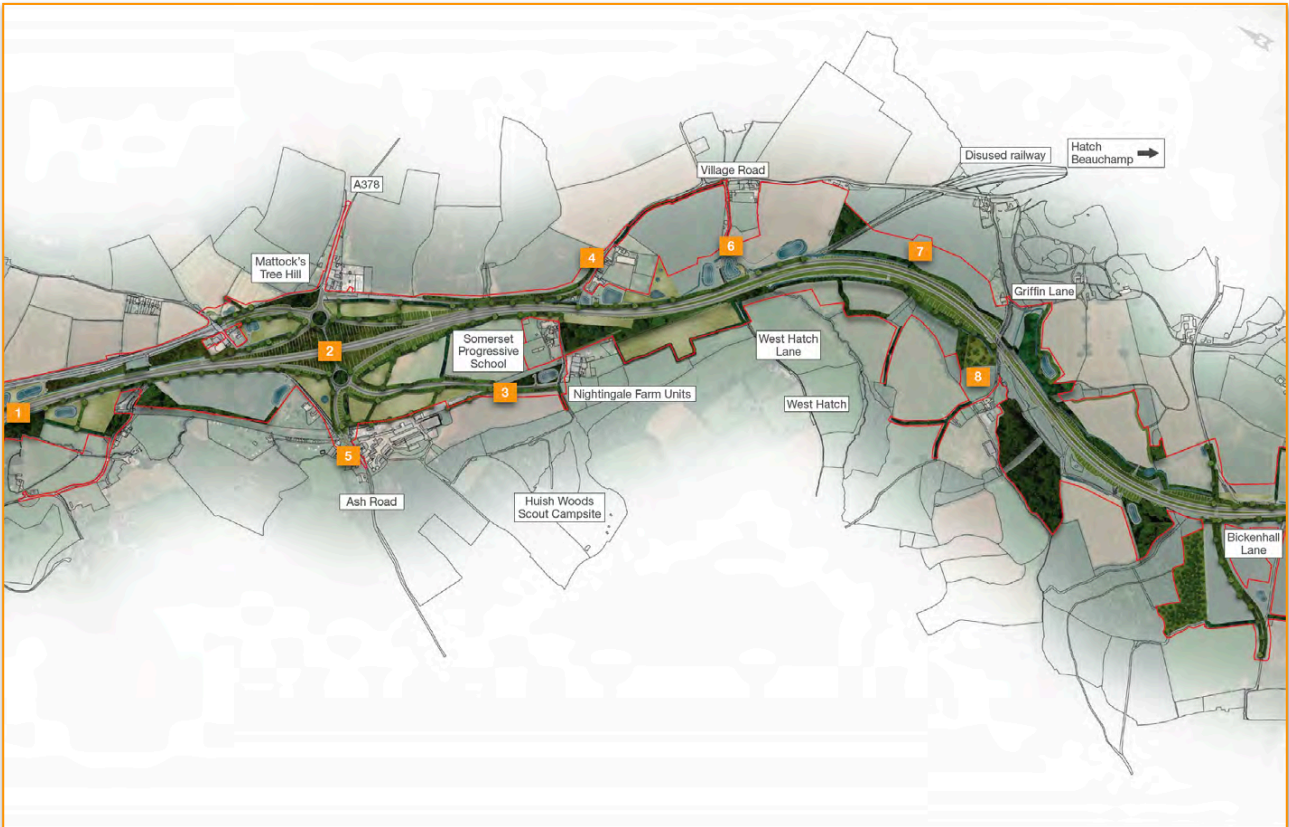 Disused railway
Hatch
Beauchamp
Village Road
A378
6
7
4
Mattock's
Tree Hill
Griffin Lane
2
Somerset
Progressive
School
West Hatch
Lane
8
3
Nightingale Farm Units
West Hatch
1
5
Ash Road
Huish Woods
Scout Campsite
Bickenhall
Lane